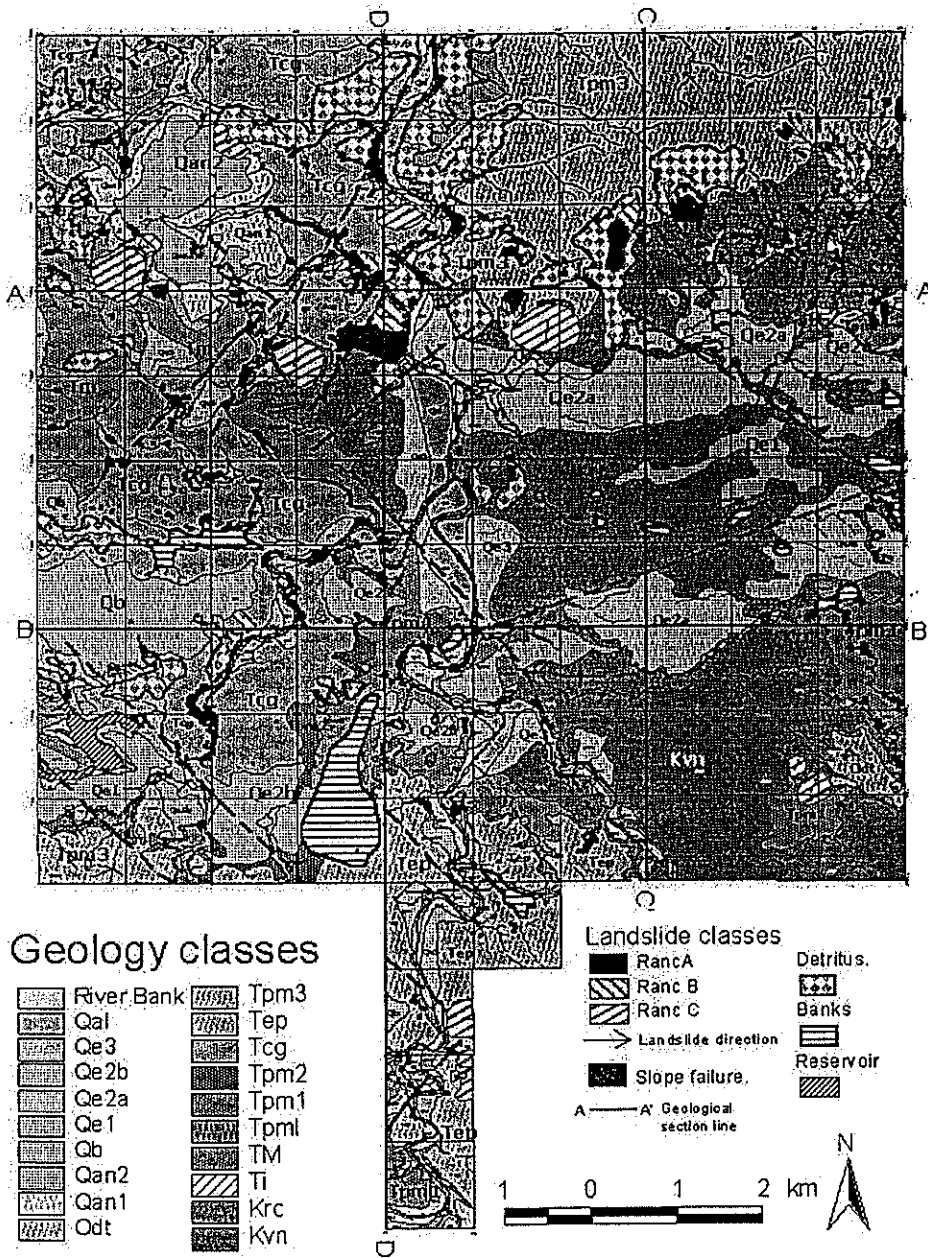 D C
Tcg
Tpm3
Qan2
Tcg
A A
Qe2a
Qe2a
Qe1
Tcg
Tcg
Qb
B B
Tcg
Kvn
Qe2b
Tpm3
Tep
Tep
C
Tep
D
Geology classes
River Bank
Qal
Qe3
Qe2b
Qe2a
Qe1
Qb
Qan2
Qan1
Odt
Tpm3
Tep
Tcg
Tpm2
Tpm1
Tpml
TM
Ti
Krc
Kvn
Landslide classes
RancA
Ranc B
Ranc C
Landslide direction
Slope failure.
A A' Geological
section line
Detritus.
Banks
Reservoir
N
1 0 1 2 km